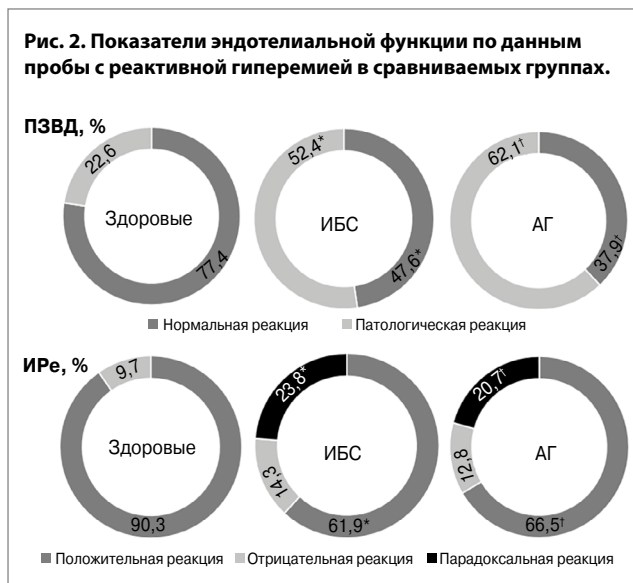 Рис. 2. Показатели эндотелиальной функции по данным
пробы с реактивной гиперемией в сравниваемых группах.
ПЗВД, %
22,6
Здоровые
77,4
52,4*
ИБС
47,6*
62,1†
АГ
37,9†
Нормальная реакция
Патологическая реакция
ИРе, %
9,7
Здоровые
90,3
23,8*
ИБС
14,3
61,9*
20,7†
АГ
12,8
66,5†
Положительная реакция
Отрицательная реакция
Парадоксальная реакция